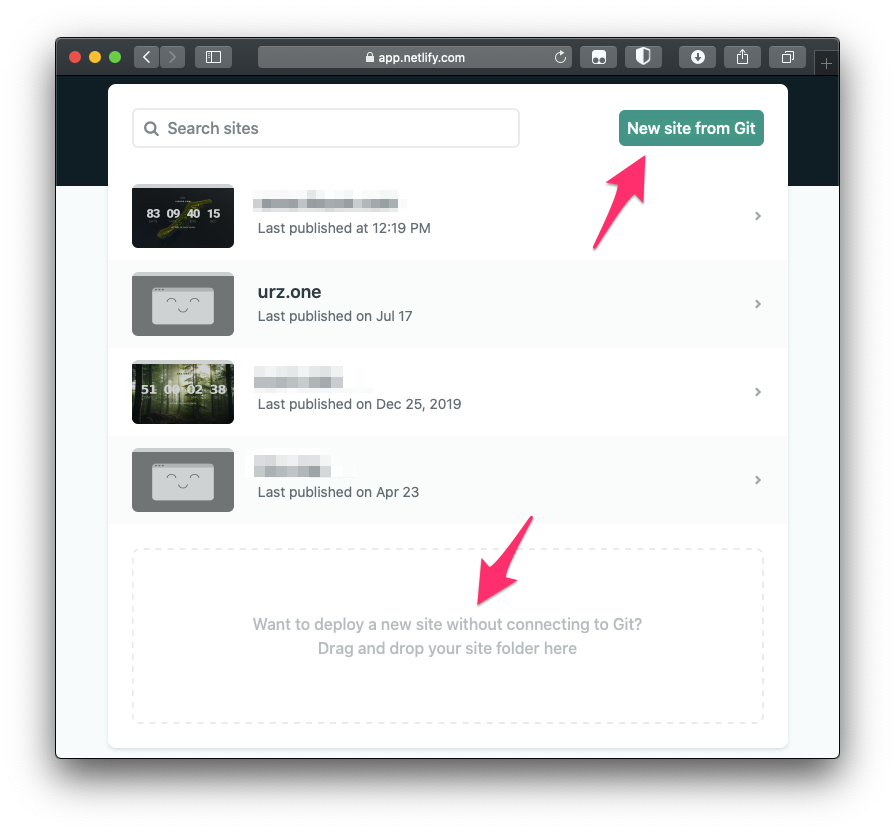 app.netlify.com
Search sites
New site from Git
83 09 40 15
Last published at 12:19 PM
urz.one
Last published on Jul 17
51 00 02 38
Last published on Dec 25, 2019
Last published on Apr 23
Want to deploy a new site without connecting to Git?
Drag and drop your site folder here